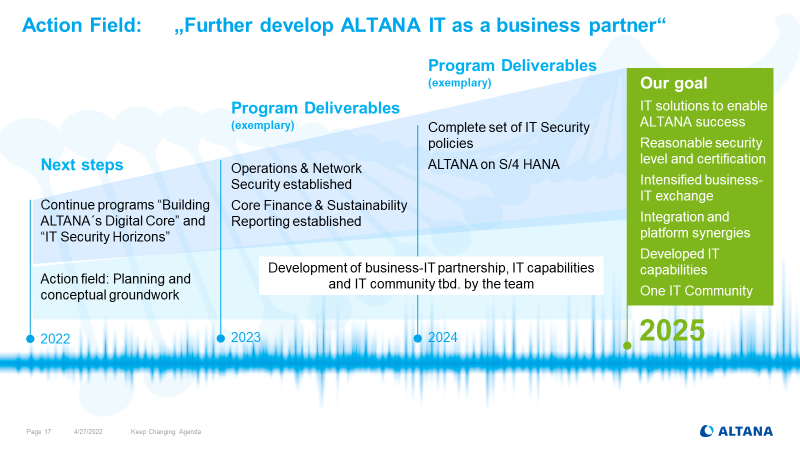 Action Field: „Further develop ALTANA IT as a business partner“
Next steps
Continue programs “Building
ALTANA´s Digital Core” and
“IT Security Horizons”
Action field: Planning and
conceptual groundwork
2022
Program Deliverables
(exemplary)
Operations & Network
Security established
Core Finance & Sustainability
Reporting established
2023
Program Deliverables
(exemplary)
Complete set of IT Security
policies
ALTANA on S/4 HANA
2024
Development of business-IT partnership, IT capabilities
and IT community tbd. by the team
Our goal
IT solutions to enable
ALTANA success
Reasonable security
level and certification
Intensified business-
IT exchange
Integration and
platform synergies
Developed IT
capabilities
One IT Community
2025
Page 17 4/27/2022 Keep Changing Agenda
ALTANA